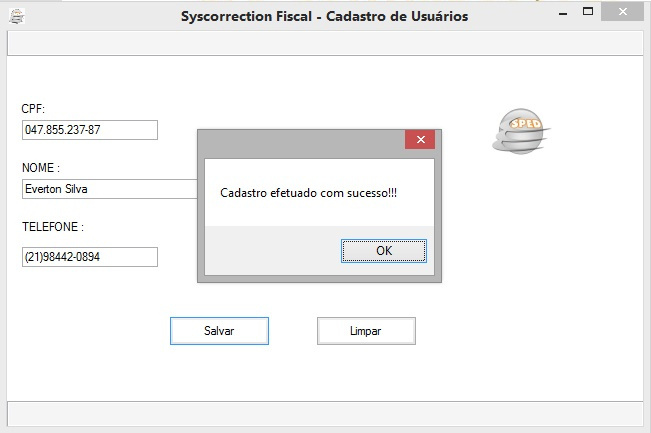 Syscorrection Fiscal - Cadastro de Usuários
CPF:
047.855.237-87
SPED
NOME :
Everton Silva
Cadastro efetuado com sucesso!!!
TELEFONE :
(21)98442-0894
OK
Salvar
Limpar